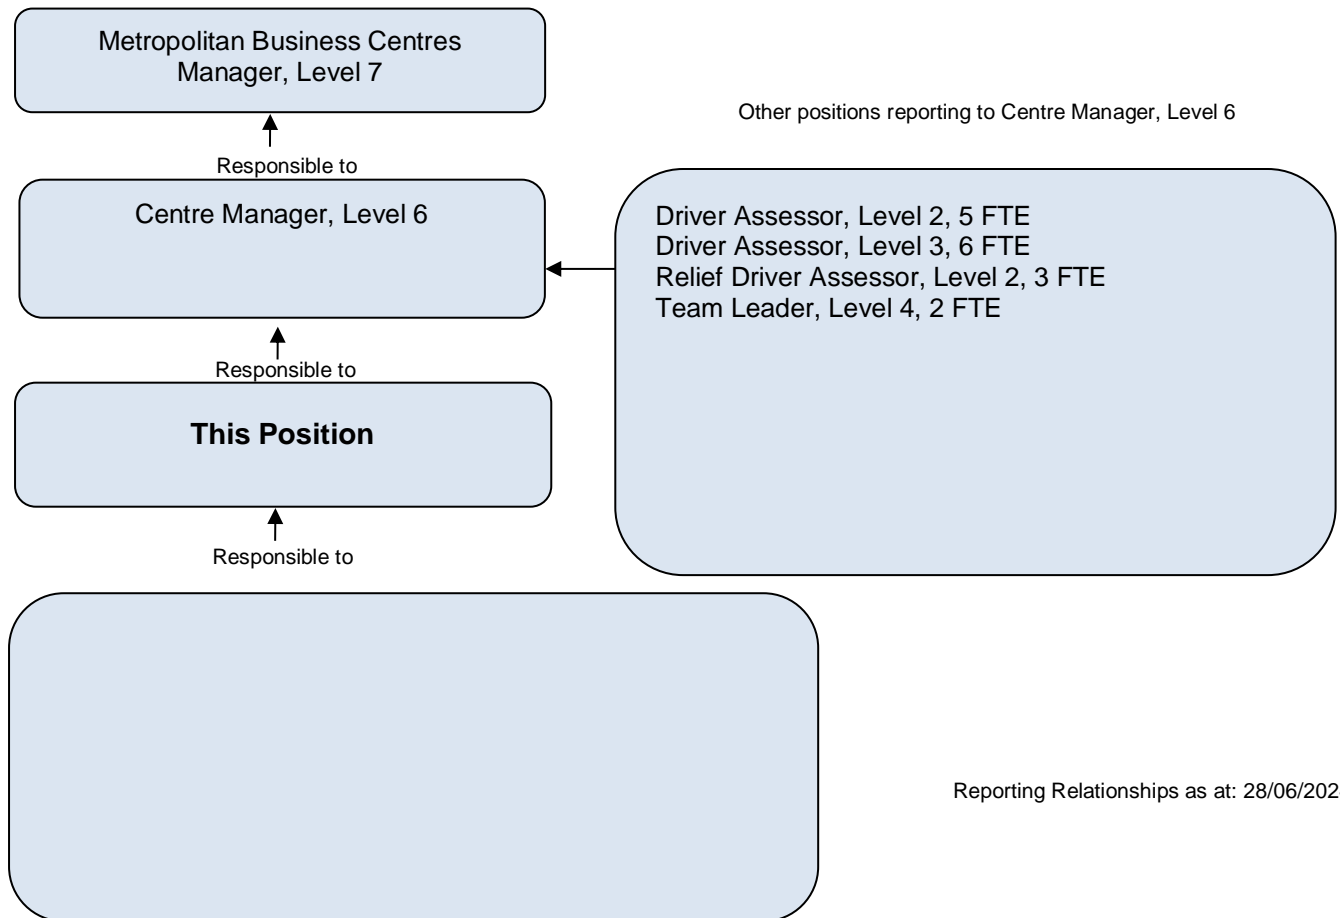 Metropolitan Business Centres
Manager, Level 7
Other positions reporting to Centre Manager, Level 6
Responsible to
Centre Manager, Level 6
Driver Assessor, Level 2, 5 FTE
Driver Assessor, Level 3, 6 FTE
Relief Driver Assessor, Level 2, 3 FTE
Team Leader, Level 4, 2 FTE
Responsible to
This Position
Responsible to
Reporting Relationships as at: 28/06/202